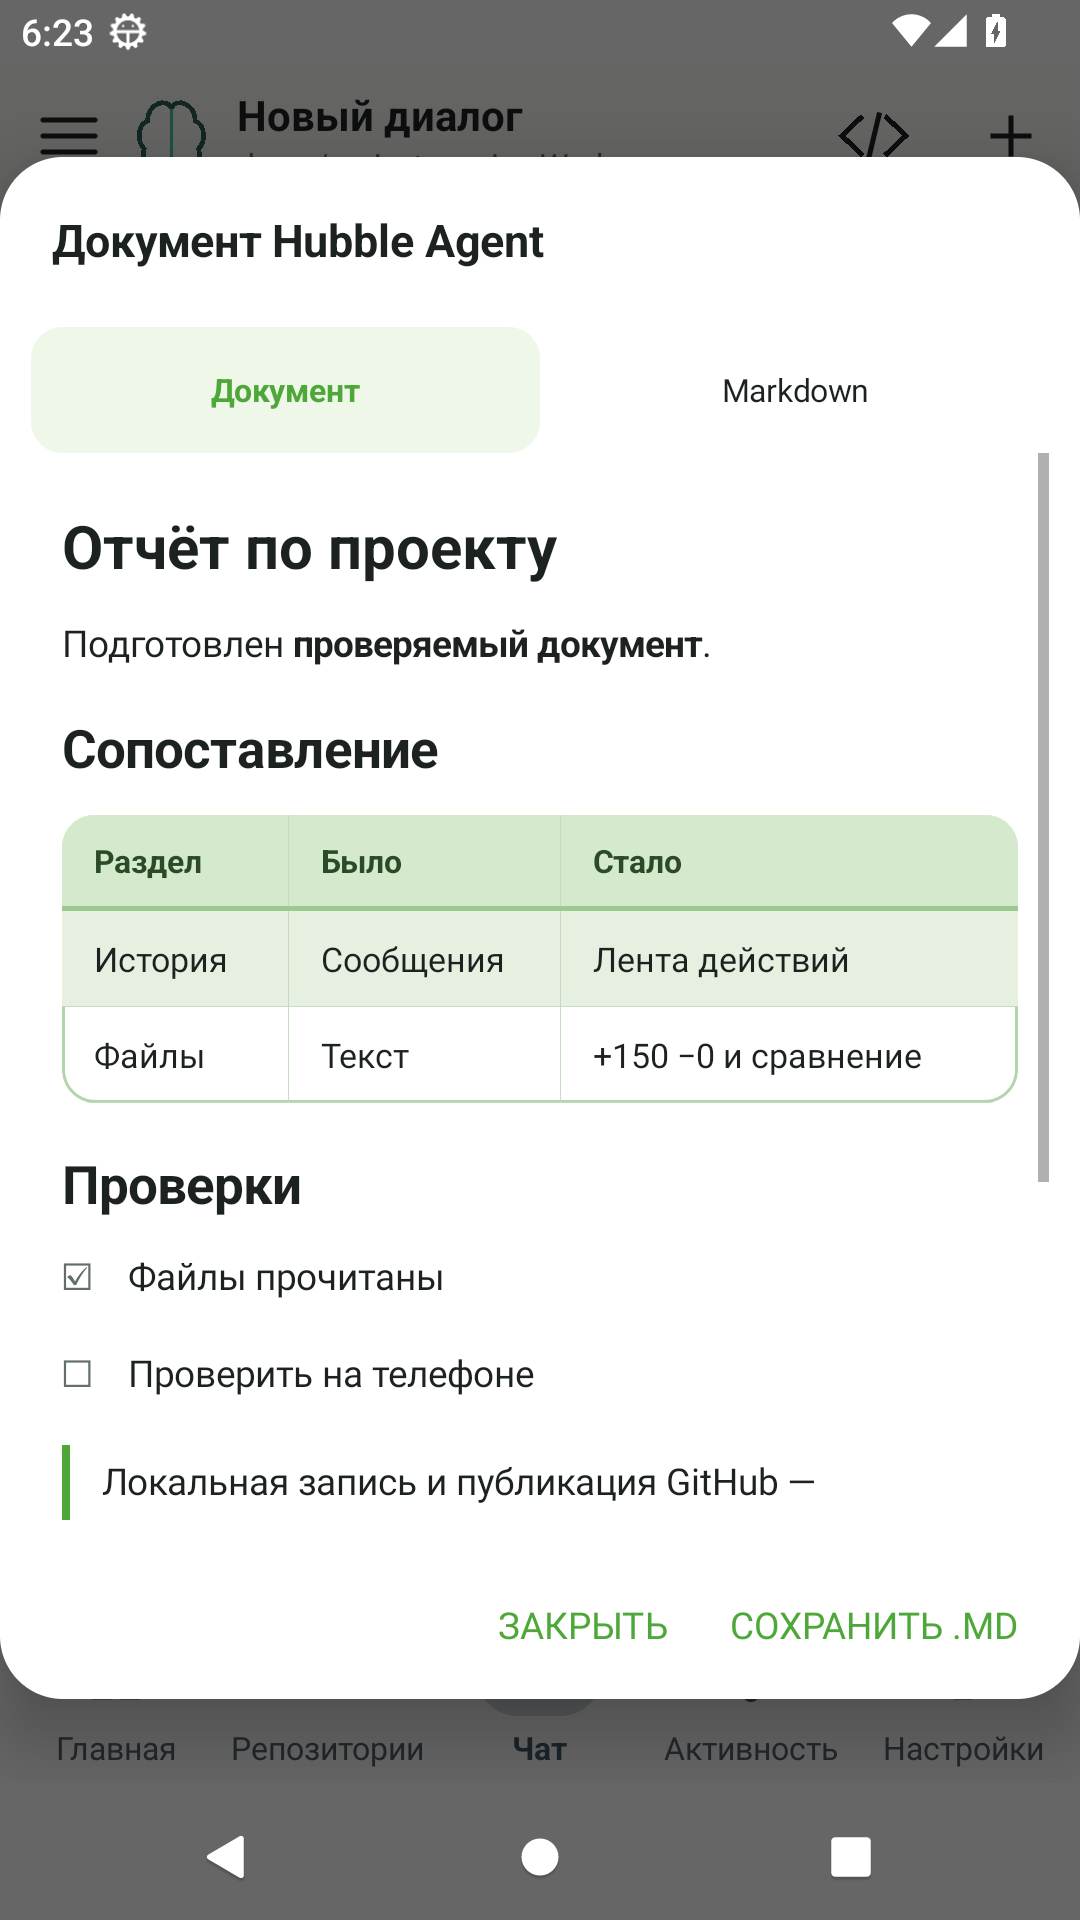 6:23
Новый диалог
Документ Hubble Agent
Документ
Markdown
Отчёт по проекту
Подготовлен проверяемый документ.
Сопоставление
Раздел Было Стало
История Сообщения Лента действий
Файлы Текст +150 −0 и сравнение
Проверки
☑ Файлы прочитаны
☐ Проверить на телефоне
Локальная запись и публикация GitHub —
ЗАКРЫТЬ СОХРАНИТЬ .MD
Главная Репозитории Чат Активность Настройки